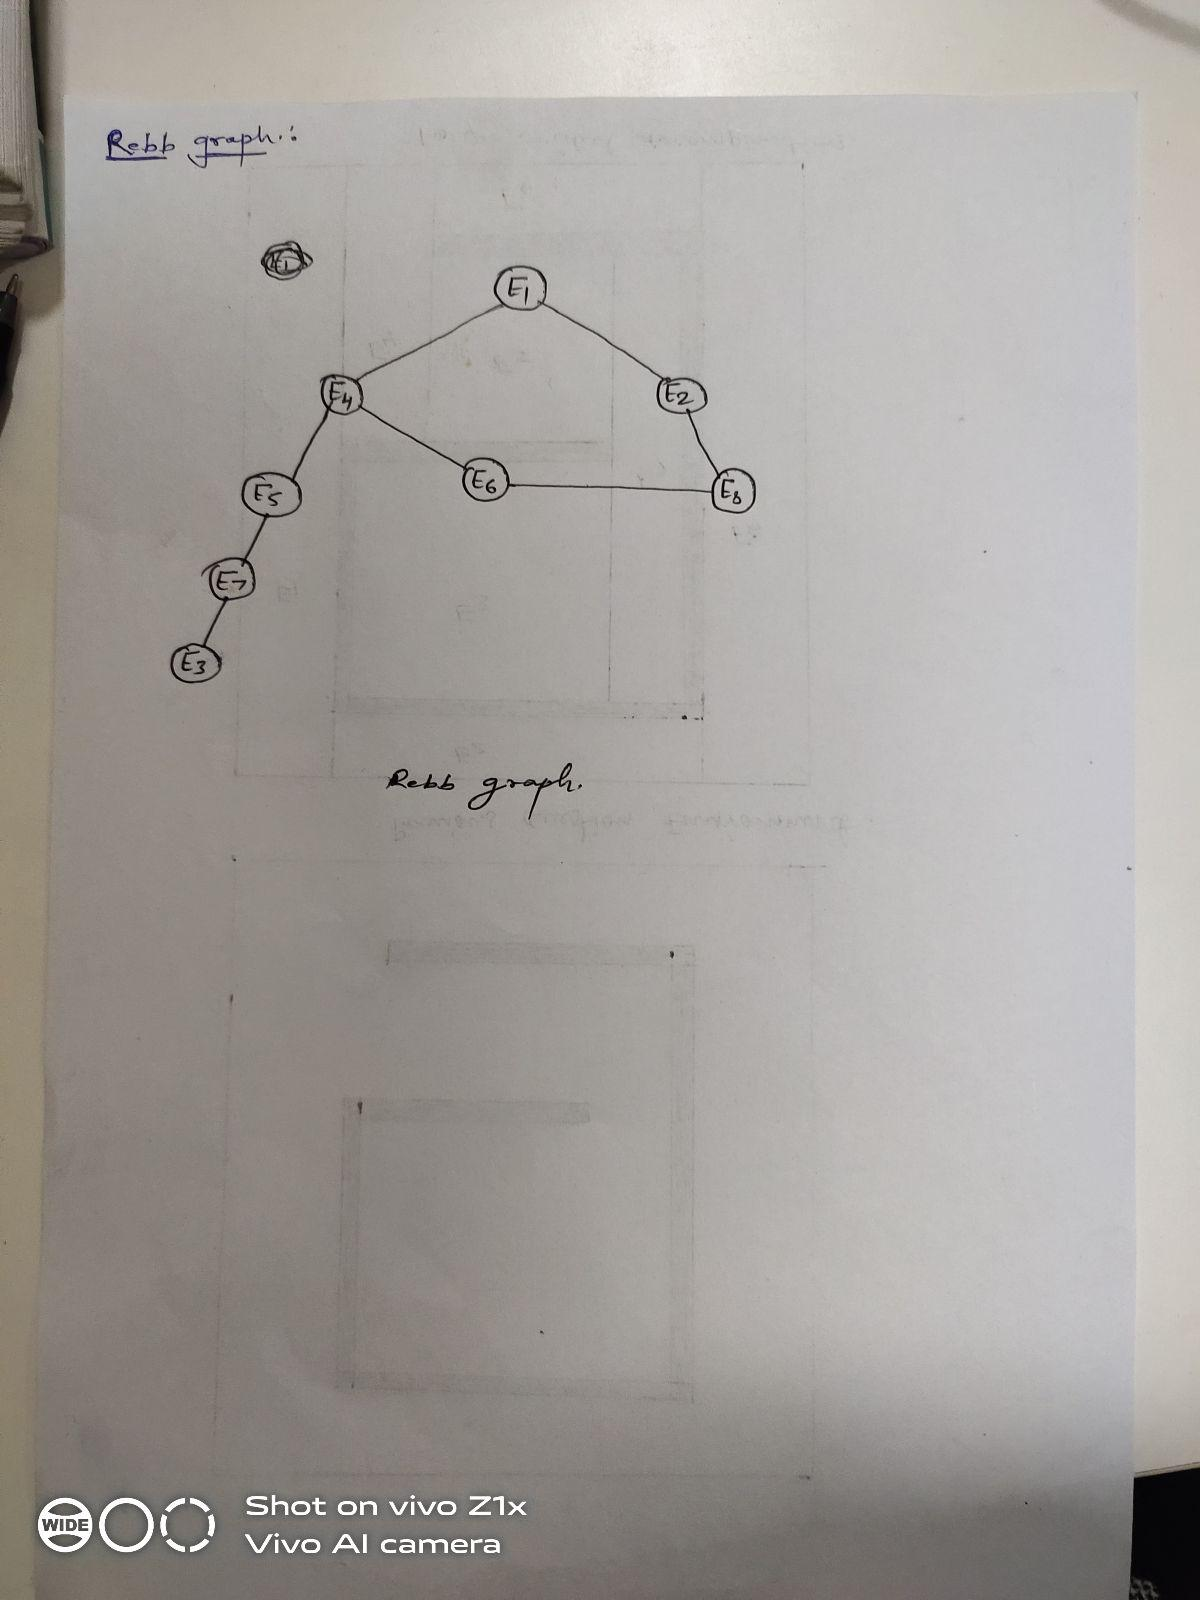 Rebb graph.:
E1
E4
E2
E5
E6
E8
E7
E3
Rebb graph.
WIDE
Shot on vivo Z1x
Vivo AI camera